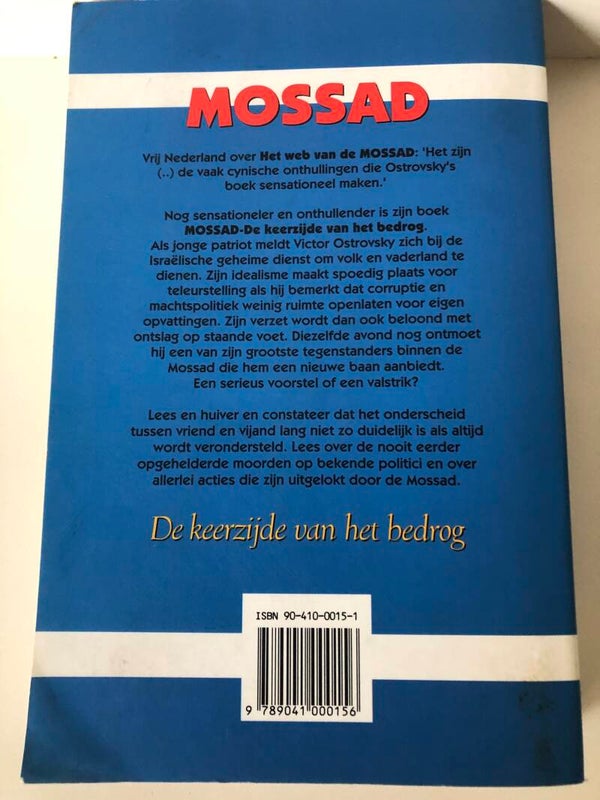 MOSSAD
Vrij Nederland over Het web van de MOSSAD: 'Het zijn
(..) de vaak cynische onthullingen die Ostrovsky's
boek sensationeel maken.'
Nog sensationeler en onthullender is zijn boek
MOSSAD-De keerzijde van het bedrog.
Als jonge patriot meldt Victor Ostrovsky zich bij de
Israëlische geheime dienst om volk en vaderland te
dienen. Zijn idealisme maakt spoedig plaats voor
teleurstelling als hij bemerkt dat corruptie en
machtspolitiek weinig ruimte openlaten voor eigen
opvattingen. Zijn verzet wordt dan ook beloond met
ontslag op staande voet. Diezelfde avond nog ontmoet
hij een van zijn grootste tegenstanders binnen de
Mossad die hem een nieuwe baan aanbiedt.
Een serieus voorstel of een valstrik?
Lees en huiver en constateer dat het onderscheid
tussen vriend en vijand lang niet zo duidelijk is als altijd
wordt verondersteld. Lees over de nooit eerder
opgehelderde moorden op bekende politici en over
allerlei acties die zijn uitgelokt door de Mossad.
De keerzijde van het bedrog
ISBN 90-410-0015-1
9 789041 000156